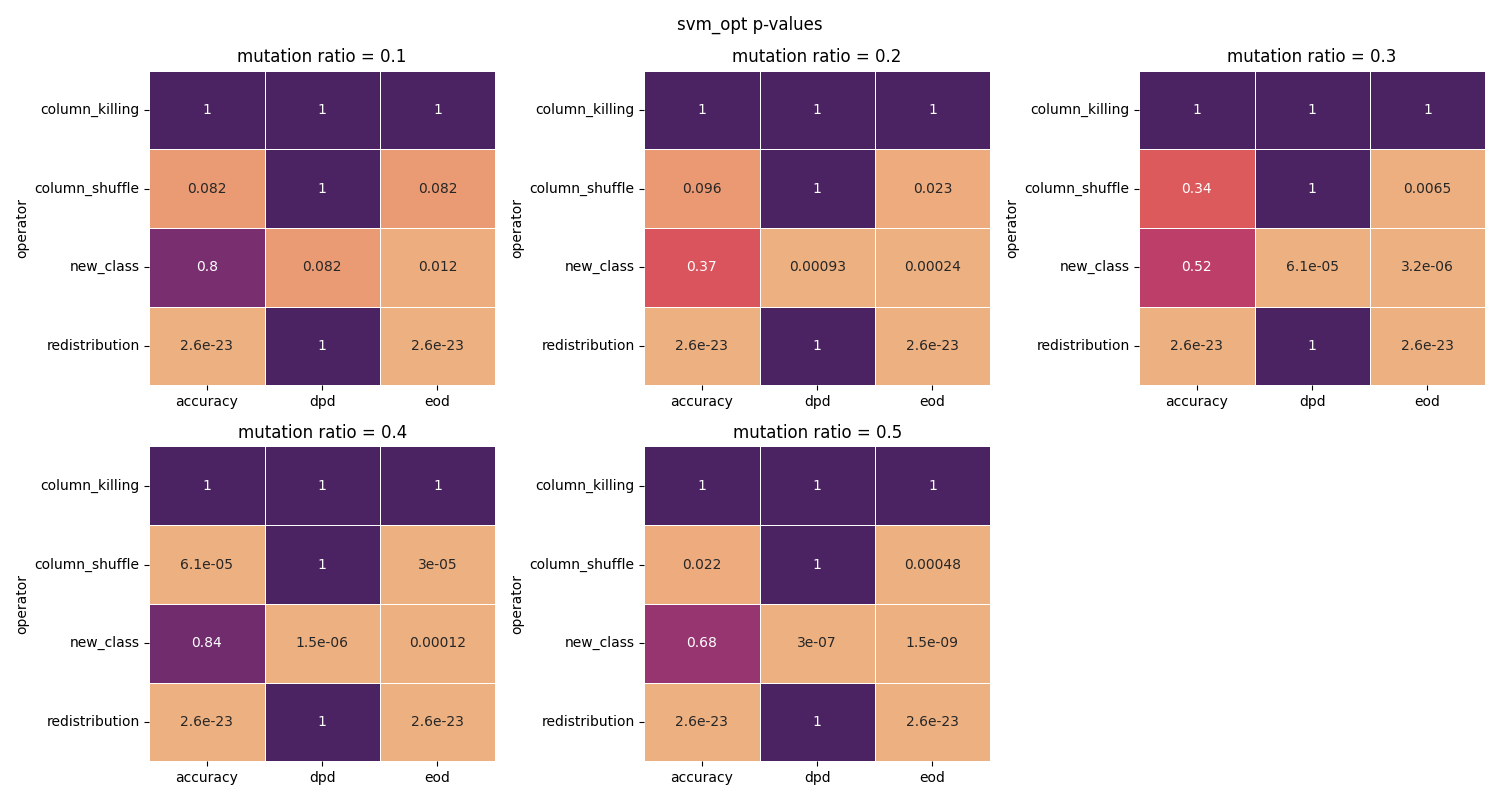 svm_opt p-values
mutation ratio = 0.1
operator
column_killing 1 1 1
column_shuffle 0.082 1 0.082
new_class 0.8 0.082 0.012
redistribution 2.6e-23 1 2.6e-23
accuracy dpd eod
mutation ratio = 0.2
operator
column_killing 1 1 1
column_shuffle 0.096 1 0.023
new_class 0.37 0.00093 0.00024
redistribution 2.6e-23 1 2.6e-23
accuracy dpd eod
mutation ratio = 0.3
operator
column_killing 1 1 1
column_shuffle 0.34 1 0.0065
new_class 0.52 6.1e-05 3.2e-06
redistribution 2.6e-23 1 2.6e-23
accuracy dpd eod
mutation ratio = 0.4
operator
column_killing 1 1 1
column_shuffle 6.1e-05 1 3e-05
new_class 0.84 1.5e-06 0.00012
redistribution 2.6e-23 1 2.6e-23
accuracy dpd eod
mutation ratio = 0.5
operator
column_killing 1 1 1
column_shuffle 0.022 1 0.00048
new_class 0.68 3e-07 1.5e-09
redistribution 2.6e-23 1 2.6e-23
accuracy dpd eod